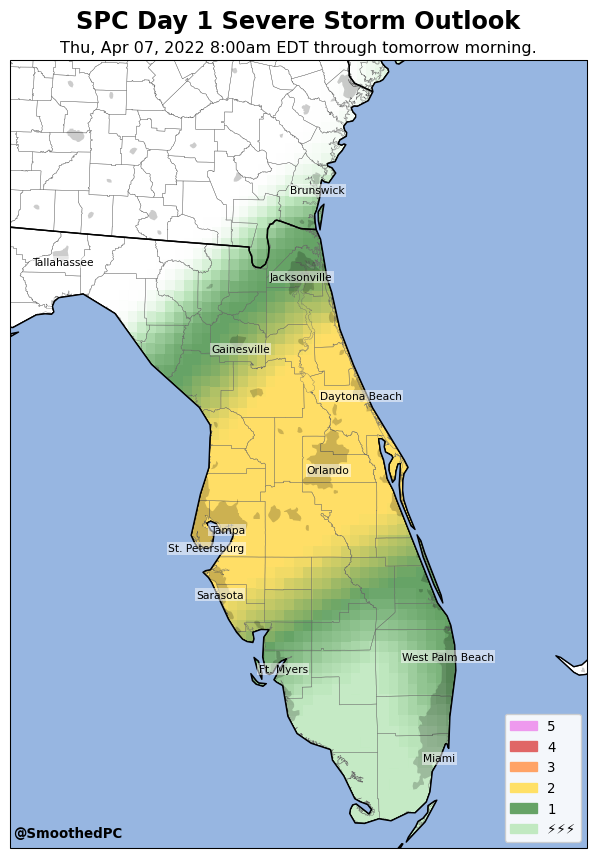 SPC Day 1 Severe Storm Outlook
Thu, Apr 07, 2022 8:00am EDT through tomorrow morning.
Brunswick
Tallahassee
Jacksonville
Gainesville
Daytona Beach
Orlando
Tampa
St. Petersburg
Sarasota
West Palm Beach
Ft. Myers
Miami
5
4
3
2
1
⚡⚡⚡
@SmoothedPC